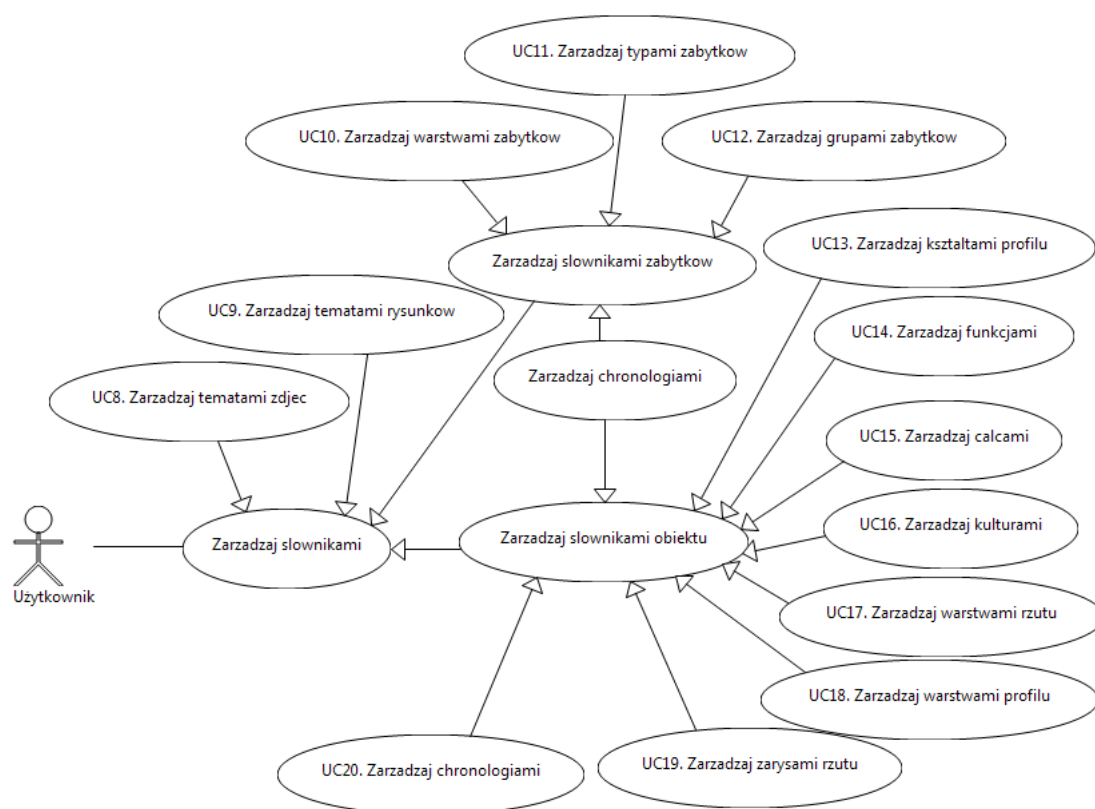 UC11. Zarzadzaj typami zabytkow
UC10. Zarzadzaj warstwami zabytkow
UC12. Zarzadzaj grupami zabytkow
UC13. Zarzadzaj ksztaltami profilu
Zarzadzaj slownikami zabytkow
UC9. Zarzadzaj tematami rysunkow
UC14. Zarzadzaj funkcjami
Zarzadzaj chronologiami
UC8. Zarzadzaj tematami zdjec
UC15. Zarzadzaj calcami
UC16. Zarzadzaj kulturami
Zarzadzaj slownikami
Zarzadzaj slownikami obiektu
Użytkownik
UC17. Zarzadzaj warstwami rzutu
UC18. Zarzadzaj warstwami profilu
UC20. Zarzadzaj chronologiami
UC19. Zarzadzaj zarysami rzutu